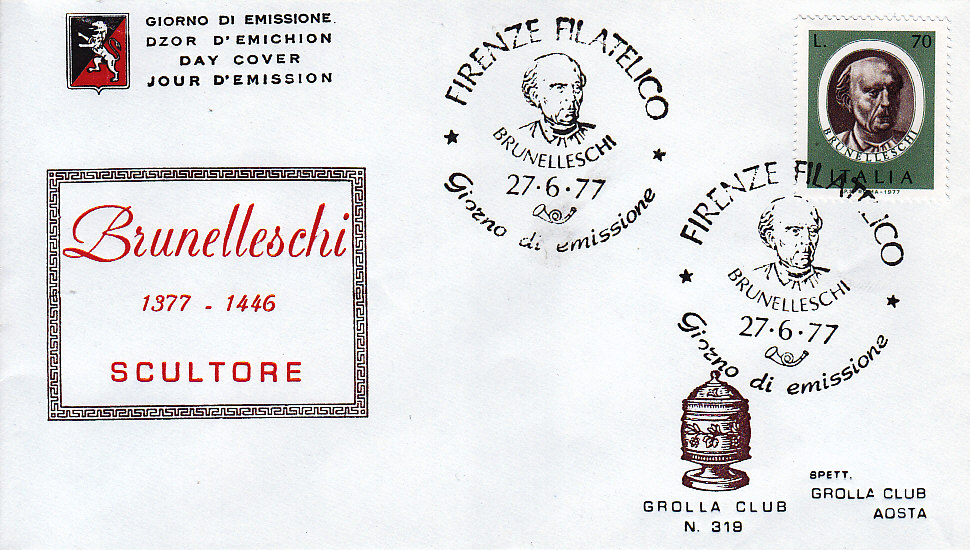 GIORNO DI EMISSIONE
DZOR D'EMICHION
DAY COVER
JOUR D'EMISSION
FIRENZE FILATELICO
BRUNELLESCHI
27·6·77
Giorno di emissione
L. 70
BRUNELLESCHI
ITALIA
ROMA-1977
FIRENZE FILATELICO
BRUNELLESCHI
27·6·77
Giorno di emissione
Brunelleschi
1377 - 1446
SCULTORE
GROLLA CLUB
N. 319
SPETT.
GROLLA CLUB
AOSTA